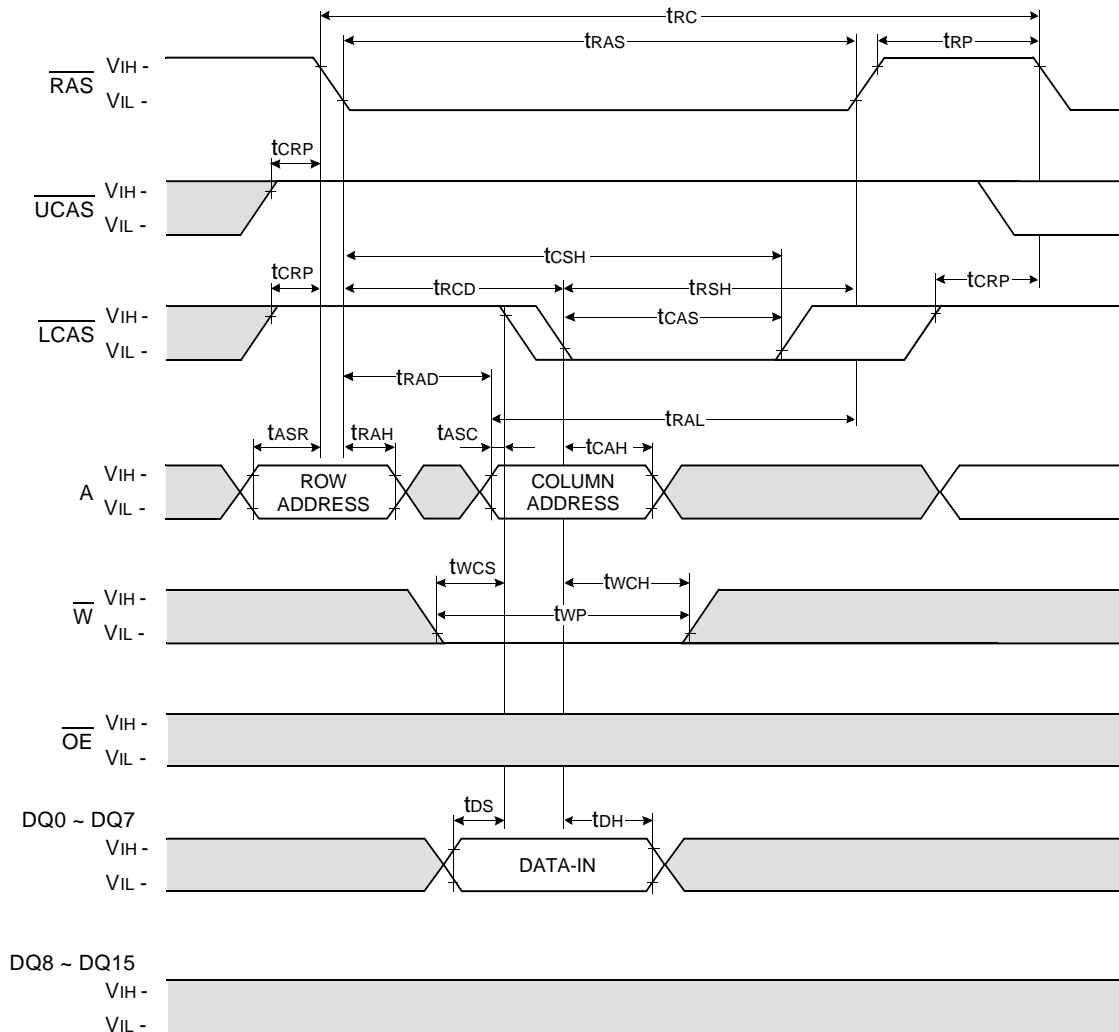 tRC
tRAS
tRP
RAS
VIH -
VIL -
tCRP
UCAS
VIH -
VIL -
tCSH
tCRP
tRCD
tRSH
tCRP
LCAS
VIH -
VIL -
tCAS
tRAD
tRAL
tASR
tRAH
tASC
tCAH
A
VIH -
VIL -
ROW
ADDRESS
COLUMN
ADDRESS
tWCS
tWCH
W
VIH -
VIL -
tWP
OE
VIH -
VIL -
tDS
tDH
DQ0 ~ DQ7
VIH -
VIL -
DATA-IN
DQ8 ~ DQ15
VIH -
VIL -